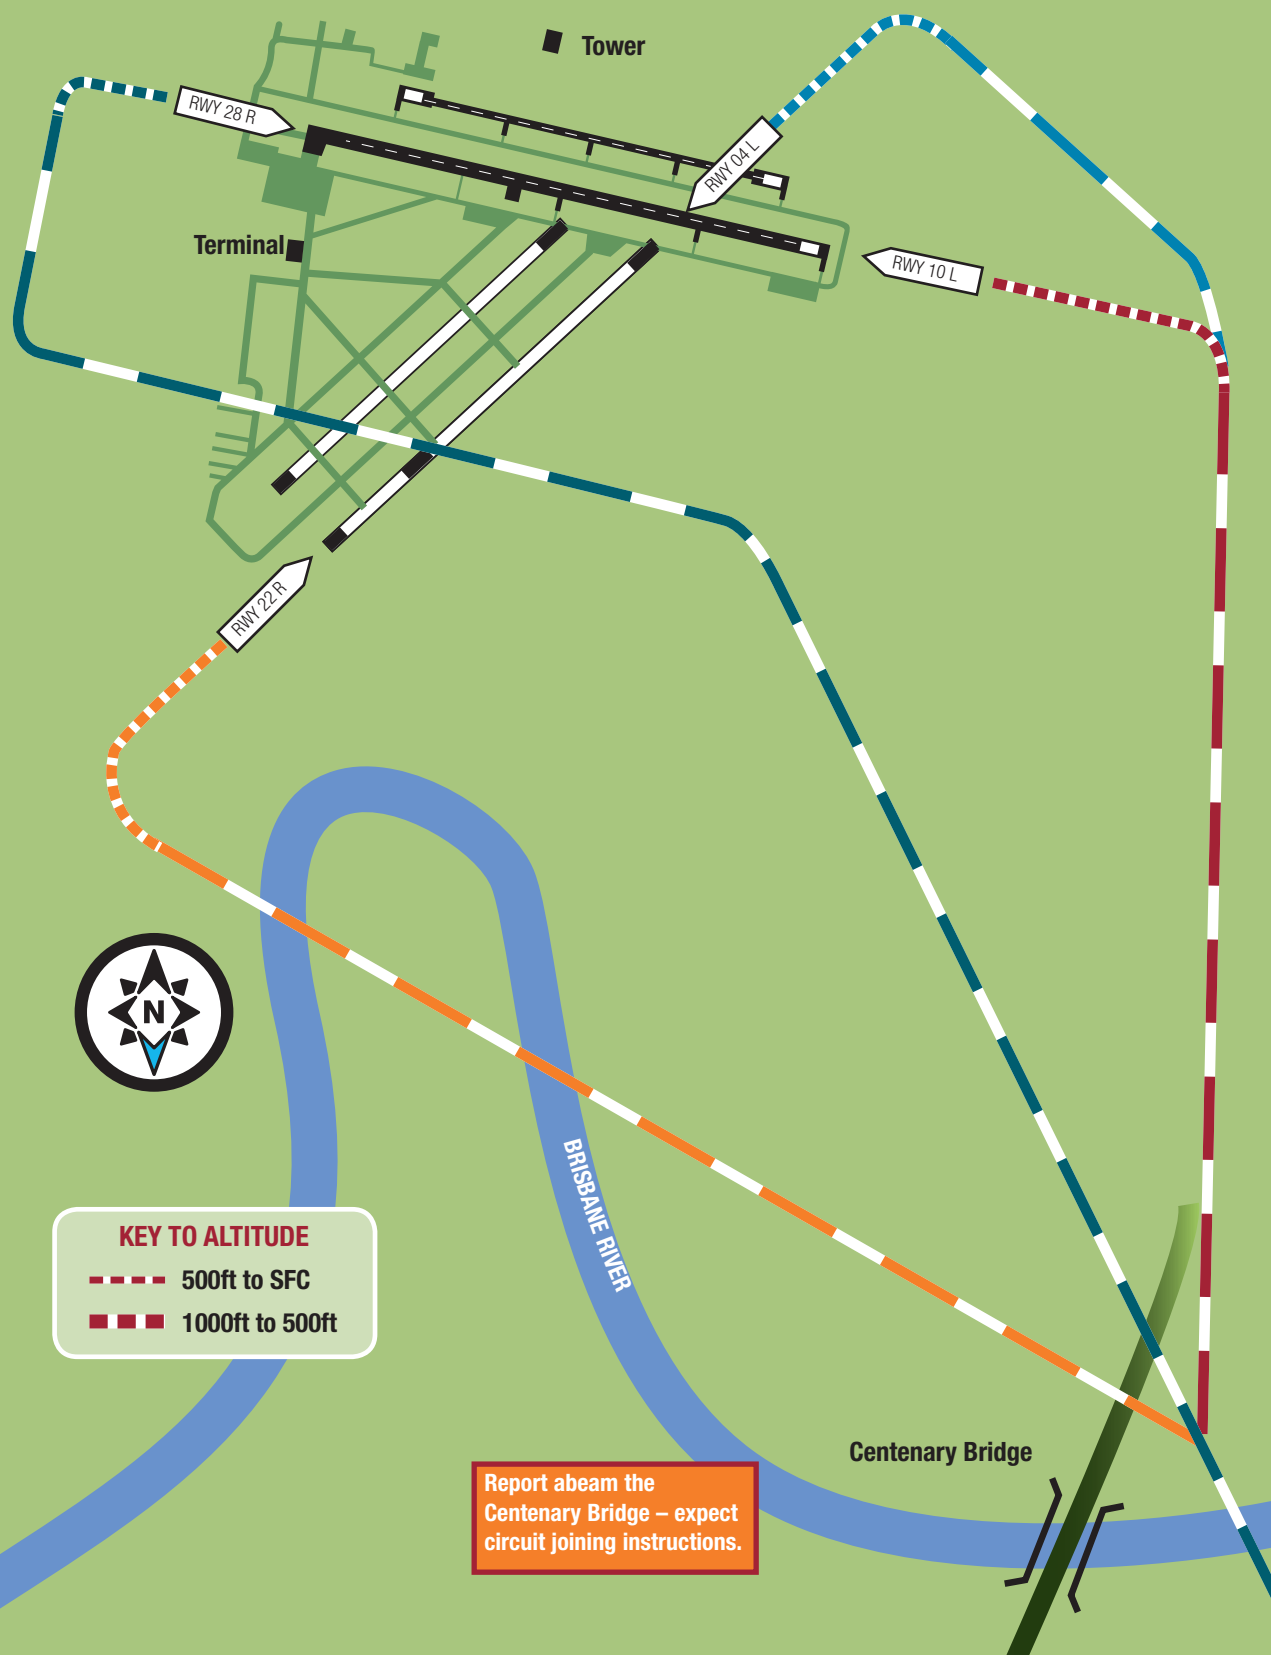 Tower
RWY 28 R
RWY 04 L
Terminal
RWY 10 L
RWY 22 R
N
BRISBANE RIVER
KEY TO ALTITUDE
500ft to SFC
1000ft to 500ft
Centenary Bridge
Report abeam the
Centenary Bridge – expect
circuit joining instructions.